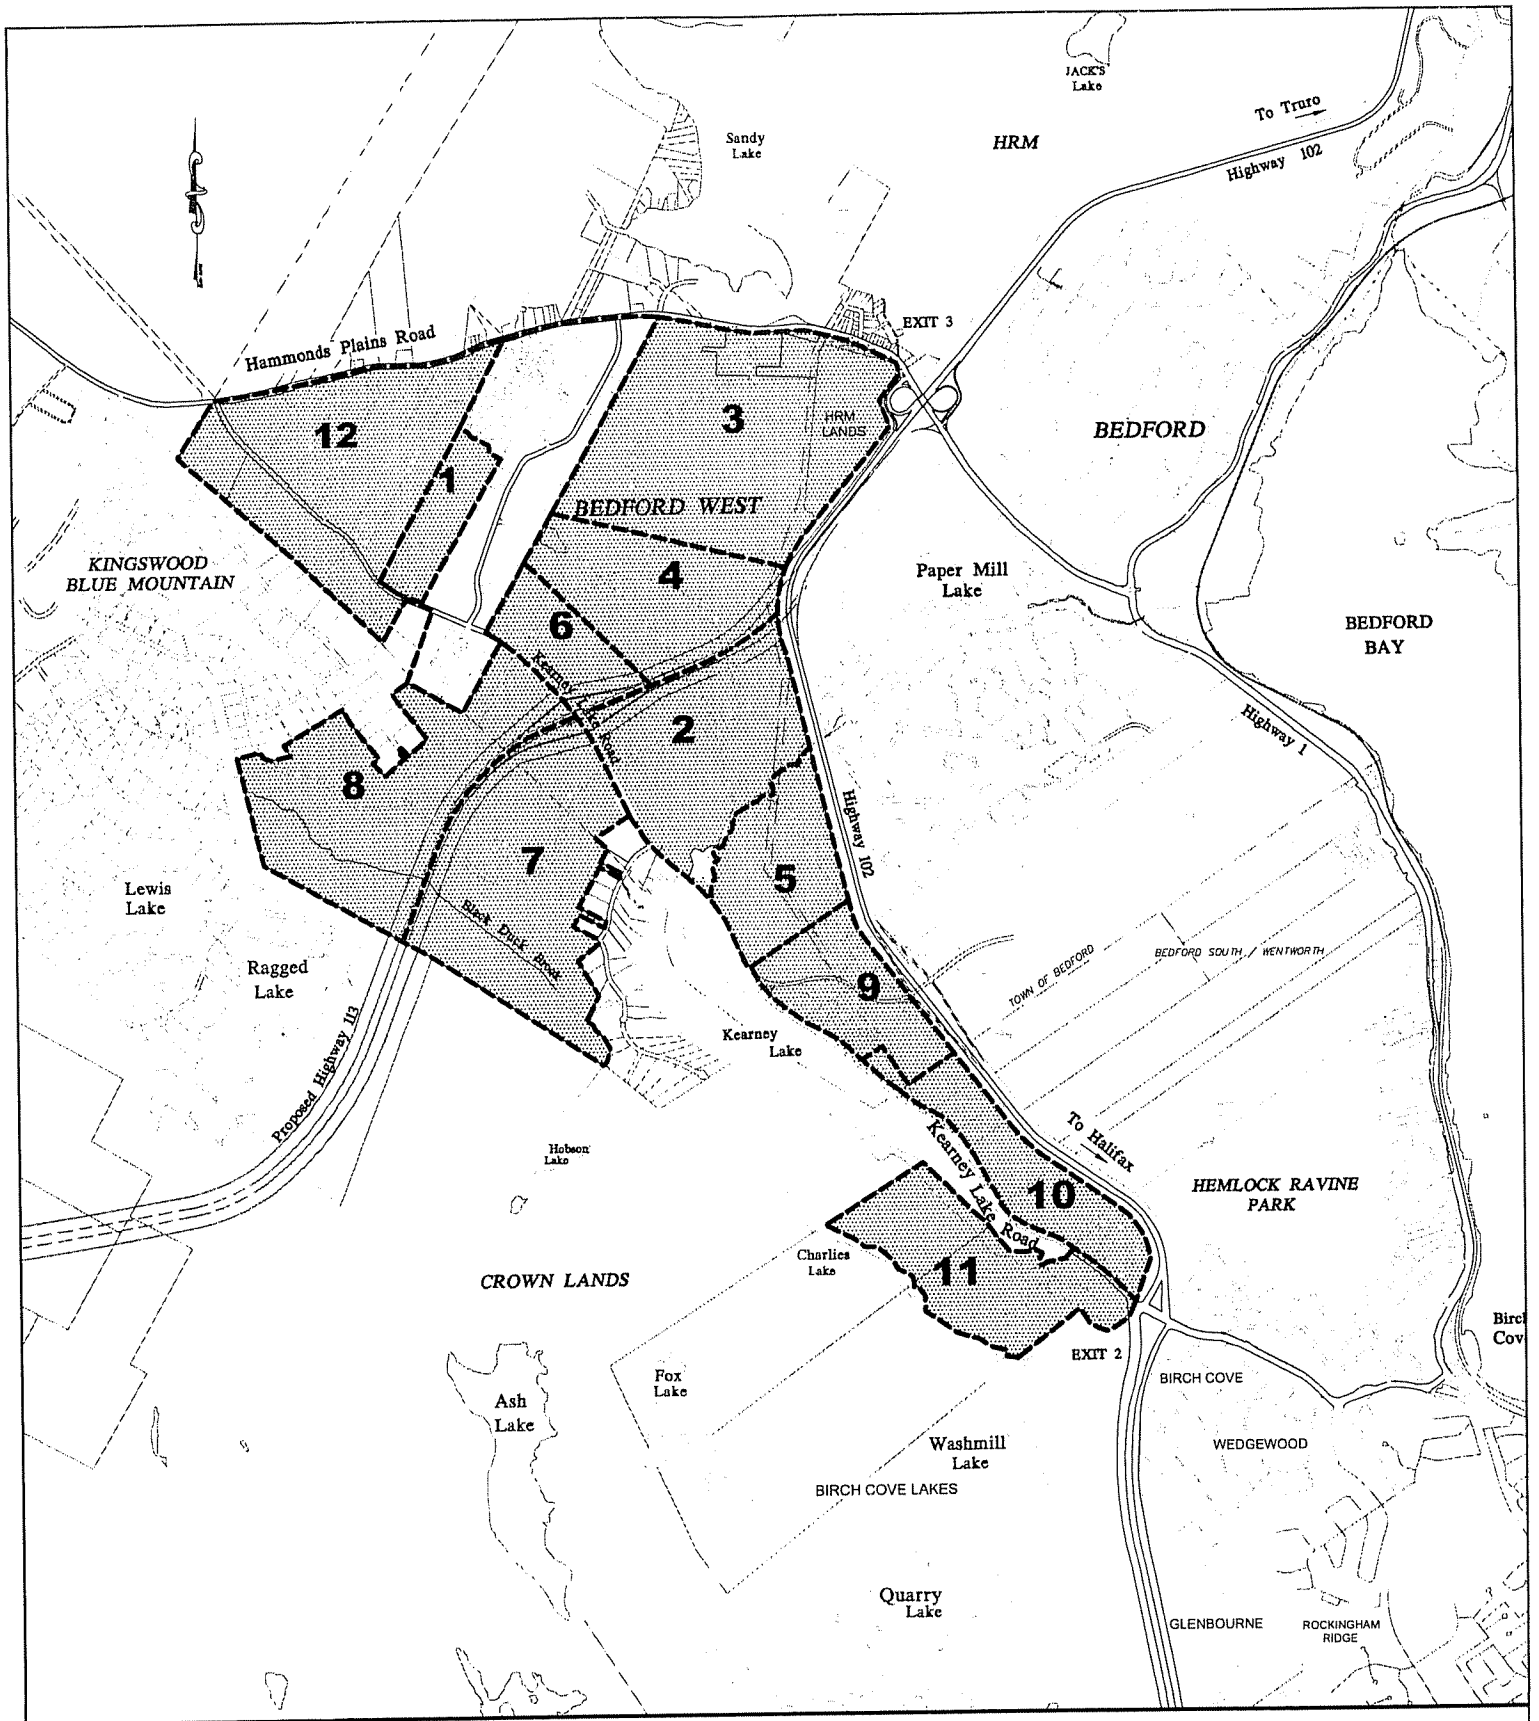 JACK'S
Lake
To Truro
Sandy
Lake
HRM
Highway 102
EXIT 3
Hammonds Plains Road
12
3
HRM
LANDS
BEDFORD
1
BEDFORD WEST
KINGSWOOD
BLUE MOUNTAIN
4
Paper Mill
Lake
6
BEDFORD
BAY
Kearney Lake Road
2
Highway 1
8
Highway 102
7
5
Lewis
Lake
Black Duck Brook
TOWN OF BEDFORD
BEDFORD SOUTH / WENTWORTH
Ragged
Lake
9
Kearney
Lake
Proposed Highway 113
Hobson
Lake
Kearney Lake Road
To Halifax
10
HEMLOCK RAVINE
PARK
Charlies
Lake
11
CROWN LANDS
EXIT 2
Birch
Cov
Fox
Lake
BIRCH COVE
Ash
Lake
Washmill
Lake
WEDGEWOOD
BIRCH COVE LAKES
Quarry
Lake
GLENBOURNE
ROCKINGHAM
RIDGE